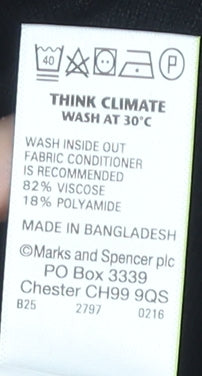 40 P
THINK CLIMATE
WASH AT 30°C
WASH INSIDE OUT
FABRIC CONDITIONER
IS RECOMMENDED
82% VISCOSE
18% POLYAMIDE
MADE IN BANGLADESH
©Marks and Spencer plc
PO Box 3339
Chester CH99 9QS
B25 2797 0216